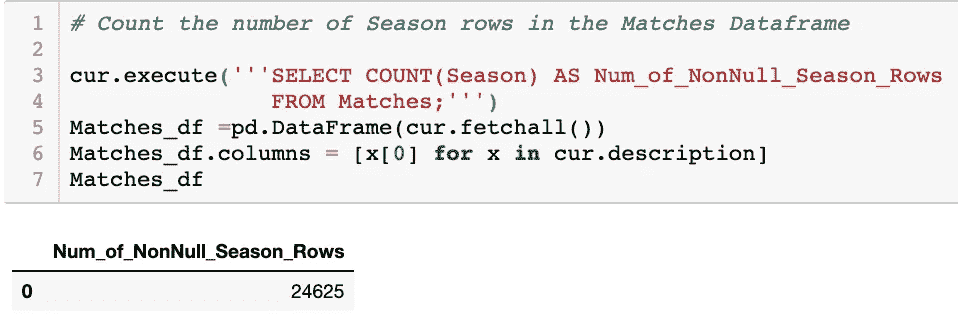 1 # Count the number of Season rows in the Matches Dataframe
2
3 cur.execute('''SELECT COUNT(Season) AS Num_of_NonNull_Season_Rows
4 FROM Matches;''')
5 Matches_df =pd.DataFrame(cur.fetchall())
6 Matches_df.columns = [x[0] for x in cur.description]
7 Matches_df
Num_of_NonNull_Season_Rows
0 24625